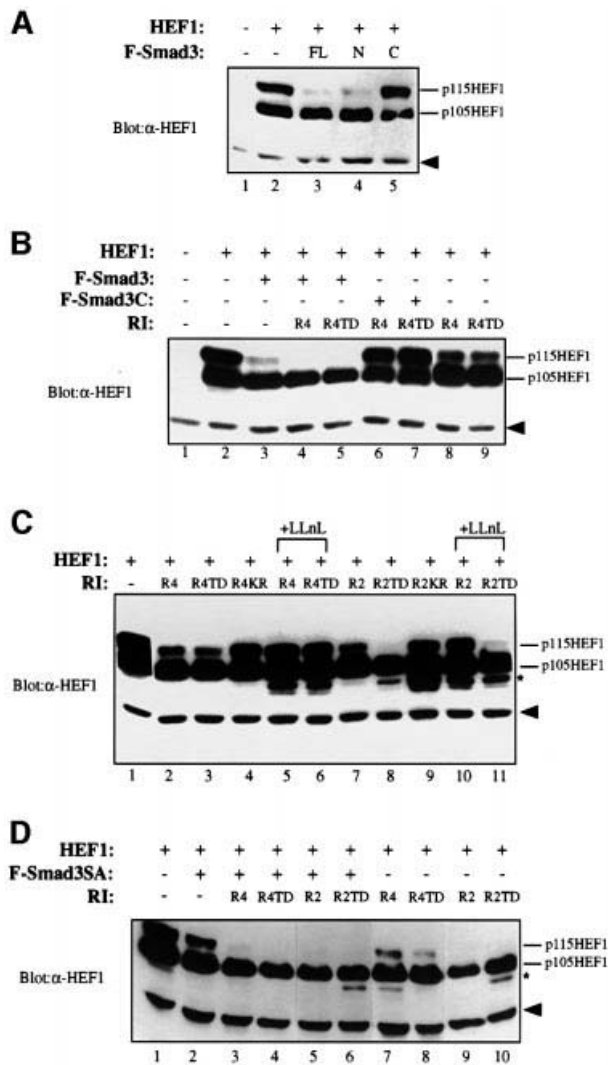 A
HEF1: - + + + +
F-Smad3: - - FL N C
p115HEF1
p105HEF1
Blot:α-HEF1
1 2 3 4 5
B
HEF1: - + + + + + + + +
F-Smad3: - - + + + - - - -
F-Smad3C: - - - - - + + - -
RI: - - - R4 R4TD R4 R4TD R4 R4TD
p115HEF1
p105HEF1
Blot:α-HEF1
1 2 3 4 5 6 7 8 9
C
+LLnL +LLnL
HEF1: + + + + + + + + + + +
RI: - R4 R4TD R4KR R4 R4TD R2 R2TD R2KR R2 R2TD
p115HEF1
p105HEF1
*
Blot:α-HEF1
1 2 3 4 5 6 7 8 9 10 11
D
HEF1: + + + + + + + + + +
F-Smad3SA: - + + + + + - - - -
RI: - - R4 R4TD R2 R2TD R4 R4TD R2 R2TD
p115HEF1
p105HEF1
*
Blot:α-HEF1
1 2 3 4 5 6 7 8 9 10